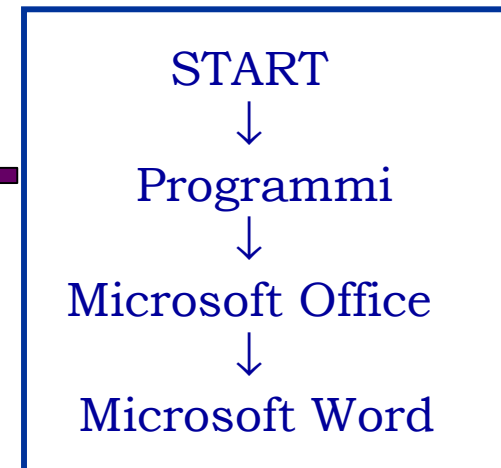 START
↓
Programmi
↓
Microsoft Office
↓
Microsoft Word